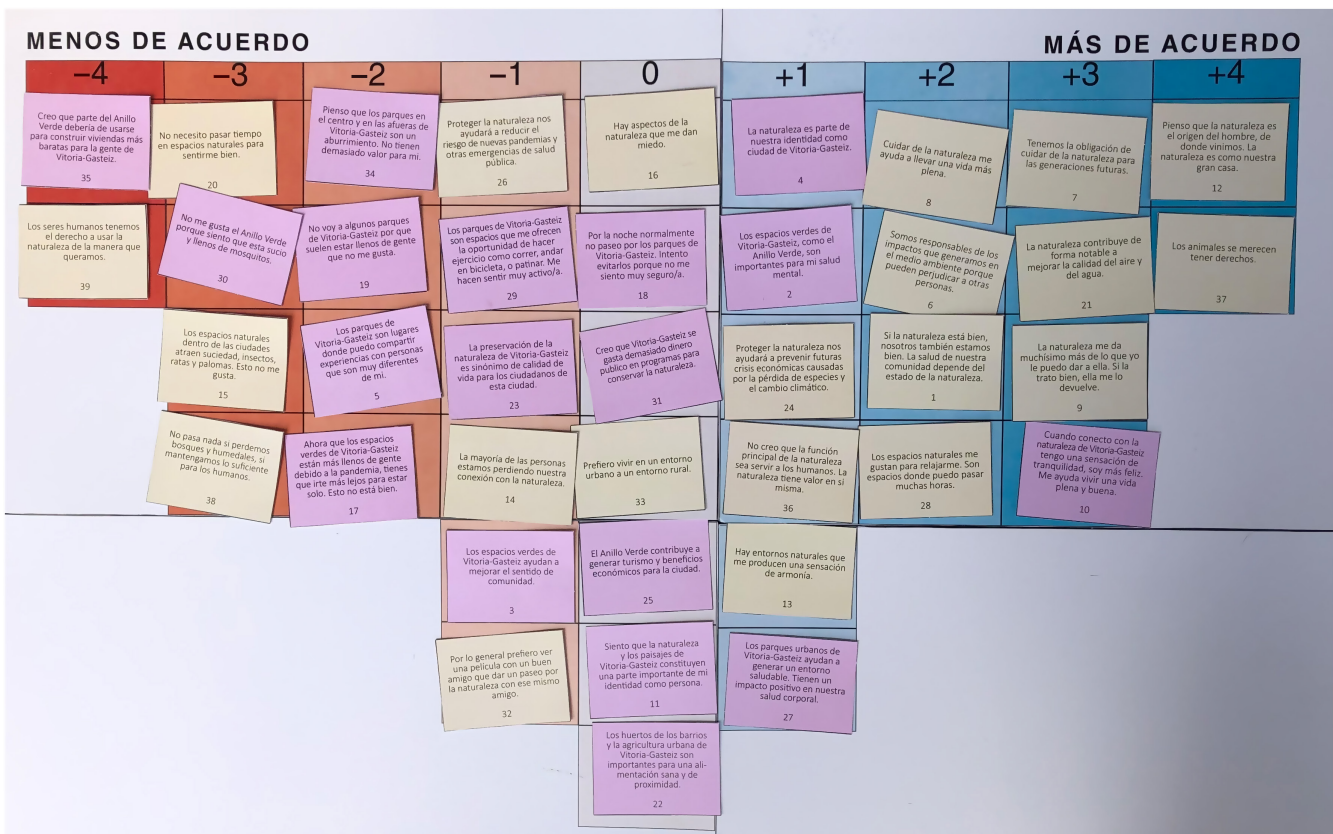 MENOS DE ACUERDO
MÁS DE ACUERDO
−4
−3
−2
−1
0
+1
+2
+3
+4
Creo que parte del Anillo
Verde debería de usarse
para construir viviendas más
baratas para la gente de
Vitoria-Gasteiz.
35
No necesito pasar tiempo
en espacios naturales para
sentirme bien.
20
Pienso que los parques en
el centro y en las afueras de
Vitoria-Gasteiz son un
aburrimiento. No tienen
demasiado valor para mi.
34
Proteger la naturaleza nos
ayudará a reducir el
riesgo de nuevas pandemias y
otras emergencias de salud
pública.
26
Hay aspectos de la
naturaleza que me dan
miedo.
16
La naturaleza es parte de
nuestra identidad como
ciudad de Vitoria-Gasteiz.
4
Cuidar de la naturaleza me
ayuda a llevar una vida más
plena.
8
Tenemos la obligación de
cuidar de la naturaleza para
las generaciones futuras.
7
Pienso que la naturaleza es
el origen del hombre, de
donde vinimos. La
naturaleza es como nuestra
gran casa.
12
Los seres humanos tenemos
el derecho a usar la
naturaleza de la manera que
queramos.
39
No me gusta el Anillo Verde
porque siento que esta sucio
y llenos de mosquitos.
30
No voy a algunos parques
de Vitoria-Gasteiz por que
suelen estar llenos de gente
que no me gusta.
19
Los parques de Vitoria-Gasteiz
son espacios que me ofrecen
la oportunidad de hacer
ejercicio como correr, andar
en bicicleta, o patinar. Me
hacen sentir muy activo/a.
29
Por la noche normalmente
no paseo por los parques de
Vitoria-Gasteiz. Intento
evitarlos porque no me
siento muy seguro/a.
18
Los espacios verdes de
Vitoria-Gasteiz, como el
Anillo Verde, son
importantes para mi salud
mental.
2
Somos responsables de los
impactos que generamos en
el medio ambiente porque
pueden perjudicar a otras
personas.
6
La naturaleza contribuye de
forma notable a
mejorar la calidad del aire y
del agua.
21
Los animales se merecen
tener derechos.
37
Los espacios naturales
dentro de las ciudades
atraen suciedad, insectos,
ratas y palomas. Esto no me
gusta.
15
Los parques de
Vitoria-Gasteiz son lugares
donde puedo compartir
experiencias con personas
que son muy diferentes
de mi.
5
La preservación de la
naturaleza de Vitoria-Gasteiz
es sinónimo de calidad de
vida para los ciudadanos de
esta ciudad.
23
Creo que Vitoria-Gasteiz se
gasta demasiado dinero
publico en programas para
conservar la naturaleza.
31
Proteger la naturaleza nos
ayudará a prevenir futuras
crisis económicas causadas
por la pérdida de especies y
el cambio climático.
24
Si la naturaleza está bien,
nosotros también estamos
bien. La salud de nuestra
comunidad depende del
estado de la naturaleza.
1
La naturaleza me da
muchísimo más de lo que yo
le puedo dar a ella. Si la
trato bien, ella me lo
devuelve.
9
No pasa nada si perdemos
bosques y humedales, si
mantengamos lo suficiente
para los humanos.
38
Ahora que los espacios
verdes de Vitoria-Gasteiz
están más llenos de gente
debido a la pandemia, tienes
que irte más lejos para estar
solo. Esto no está bien.
17
La mayoría de las personas
estamos perdiendo nuestra
conexión con la naturaleza.
14
Prefiero vivir en un entorno
urbano a un entorno rural.
33
No creo que la función
principal de la naturaleza
sea servir a los humanos. La
naturaleza tiene valor en si
misma.
36
Los espacios naturales me
gustan para relajarme. Son
espacios donde puedo pasar
muchas horas.
28
Cuando conecto con la
naturaleza de Vitoria-Gasteiz
tengo una sensación de
tranquilidad, soy más feliz.
Me ayuda vivir una vida
plena y buena.
10
Los espacios verdes de
Vitoria-Gasteiz ayudan a
mejorar el sentido de
comunidad.
3
El Anillo Verde contribuye a
generar turismo y beneficios
económicos para la ciudad.
25
Hay entornos naturales que
me producen una sensación
de armonía.
13
Por lo general prefiero ver
una película con un buen
amigo que dar un paseo por
la naturaleza con ese mismo
amigo.
32
Siento que la naturaleza
y los paisajes de
Vitoria-Gasteiz constituyen
una parte importante de mi
identidad como persona.
11
Los parques urbanos de
Vitoria-Gasteiz ayudan a
generar un entorno
saludable. Tienen un
impacto positivo en nuestra
salud corporal.
27
Los huertos de los barrios
y la agricultura urbana de
Vitoria-Gasteiz son
importantes para una ali-
mentación sana y de
proximidad.
22